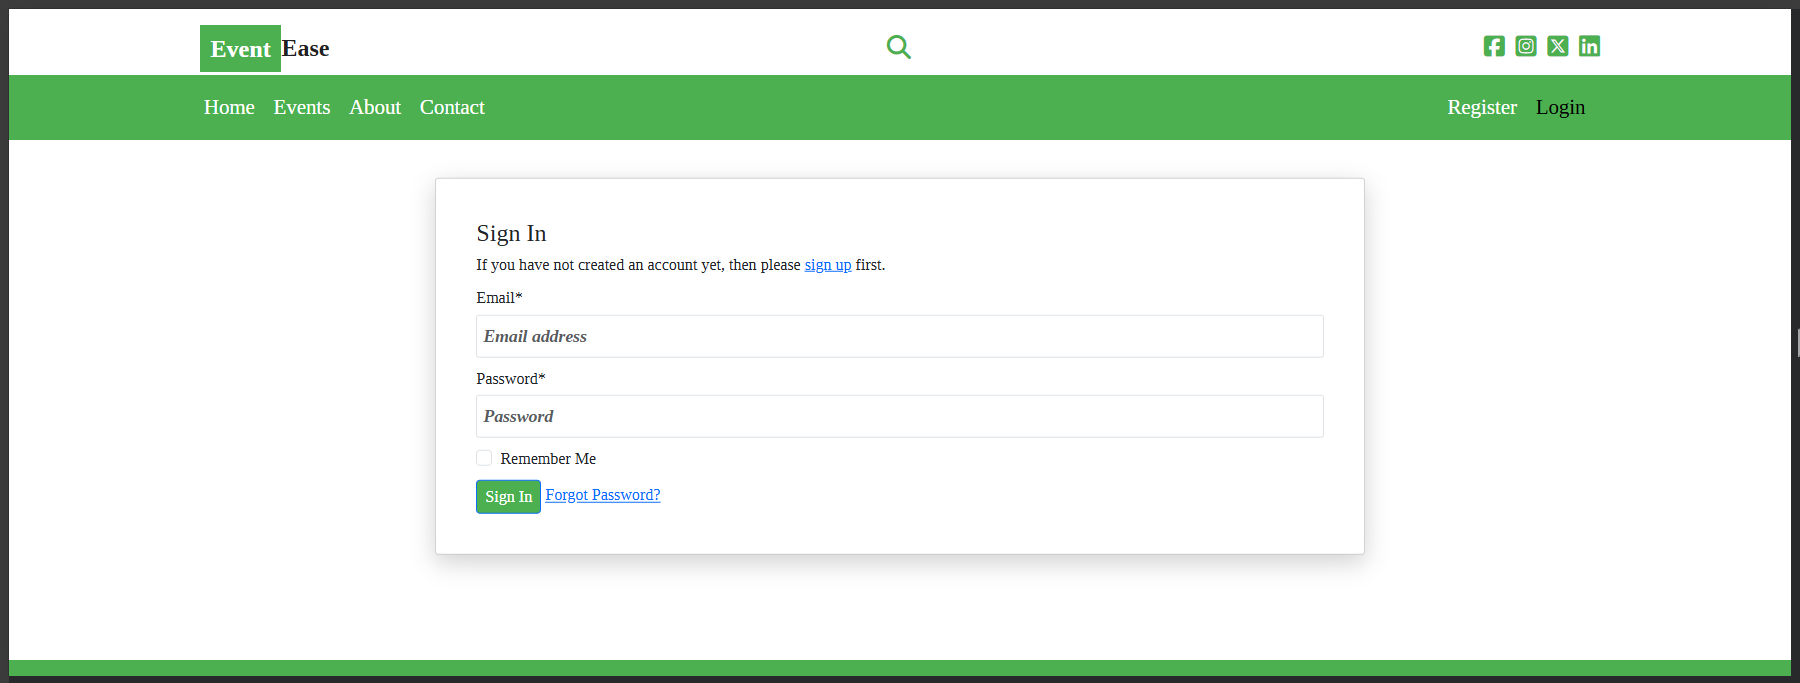 Event Ease
Home Events About Contact Register Login
Sign In
If you have not created an account yet, then please sign up first.
Email*
Email address
Password*
Password
Remember Me
Sign In Forgot Password?